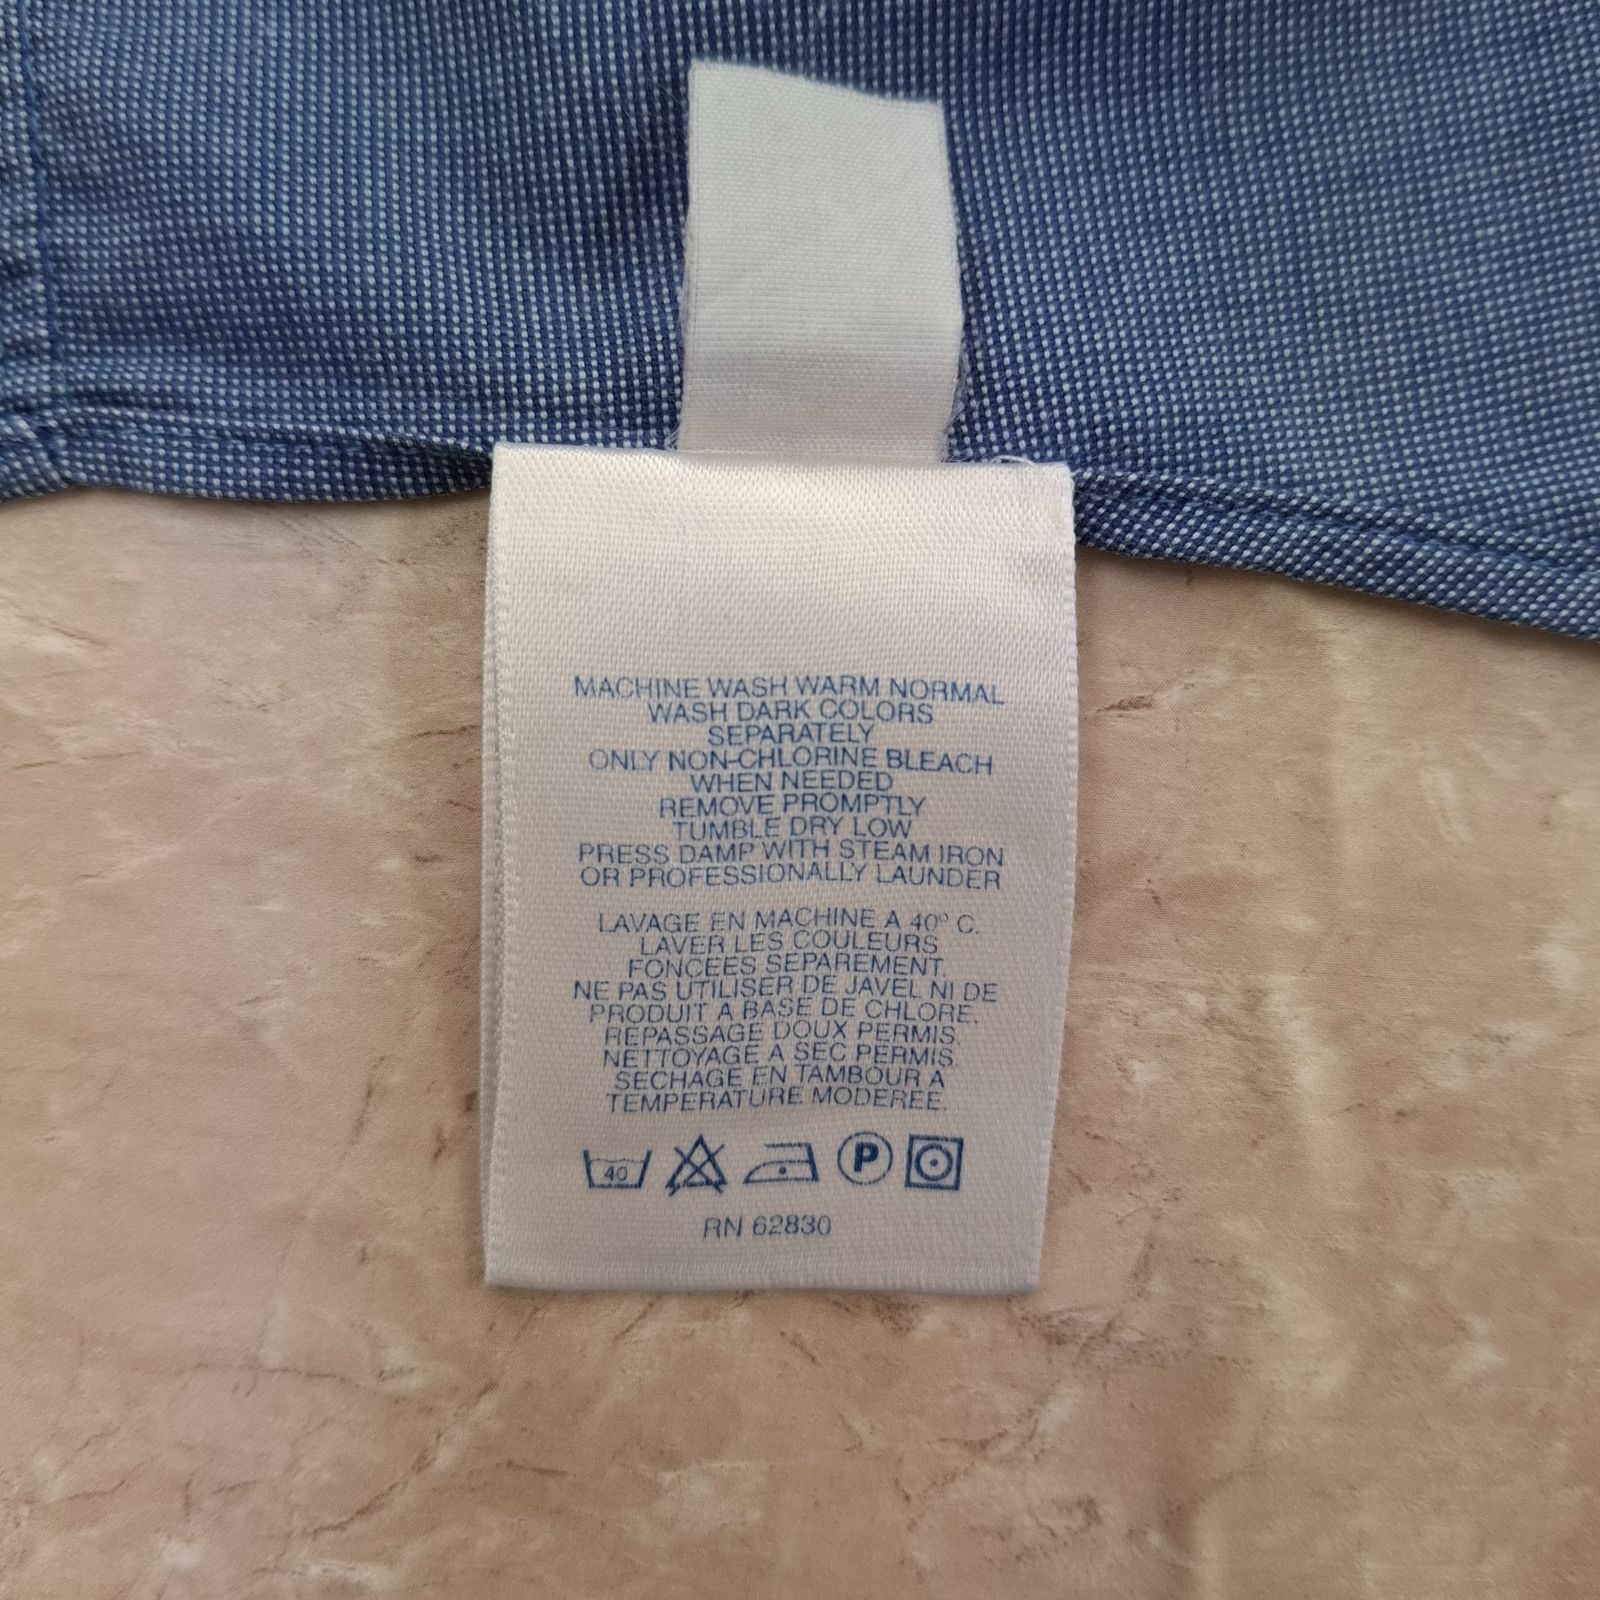 MACHINE WASH WARM NORMAL
WASH DARK COLORS
SEPARATELY
ONLY NON-CHLORINE BLEACH
WHEN NEEDED
REMOVE PROMPTLY
TUMBLE DRY LOW
PRESS DAMP WITH STEAM IRON
OR PROFESSIONALLY LAUNDER
LAVAGE EN MACHINE A 40° C.
LAVER LES COULEURS
FONCEES SEPAREMENT.
NE PAS UTILISER DE JAVEL NI DE
PRODUIT A BASE DE CHLORE.
REPASSAGE DOUX PERMIS.
NETTOYAGE A SEC PERMIS.
SECHAGE EN TAMBOUR A
TEMPERATURE MODEREE.
40 P
RN 62830